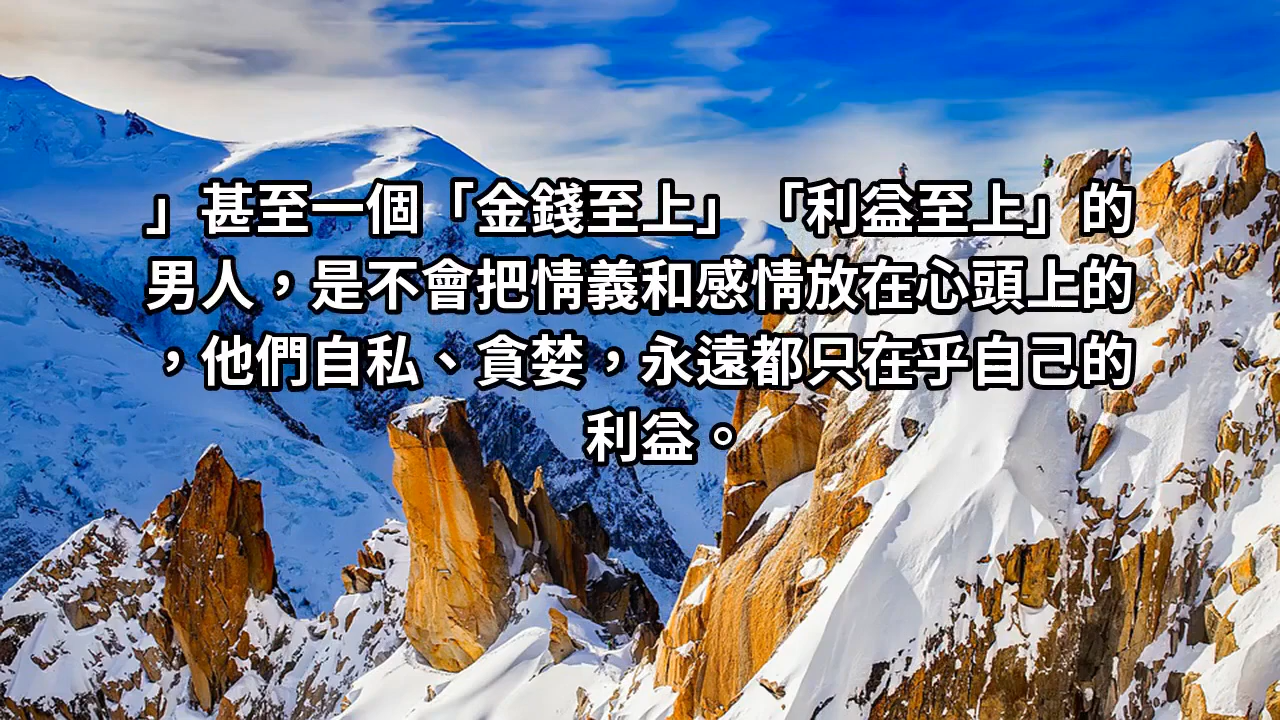 」甚至一個「金錢至上」「利益至上」的
男人，是不會把情義和感情放在心頭上的
，他們自私、貪婪，永遠都只在乎自己的
利益。